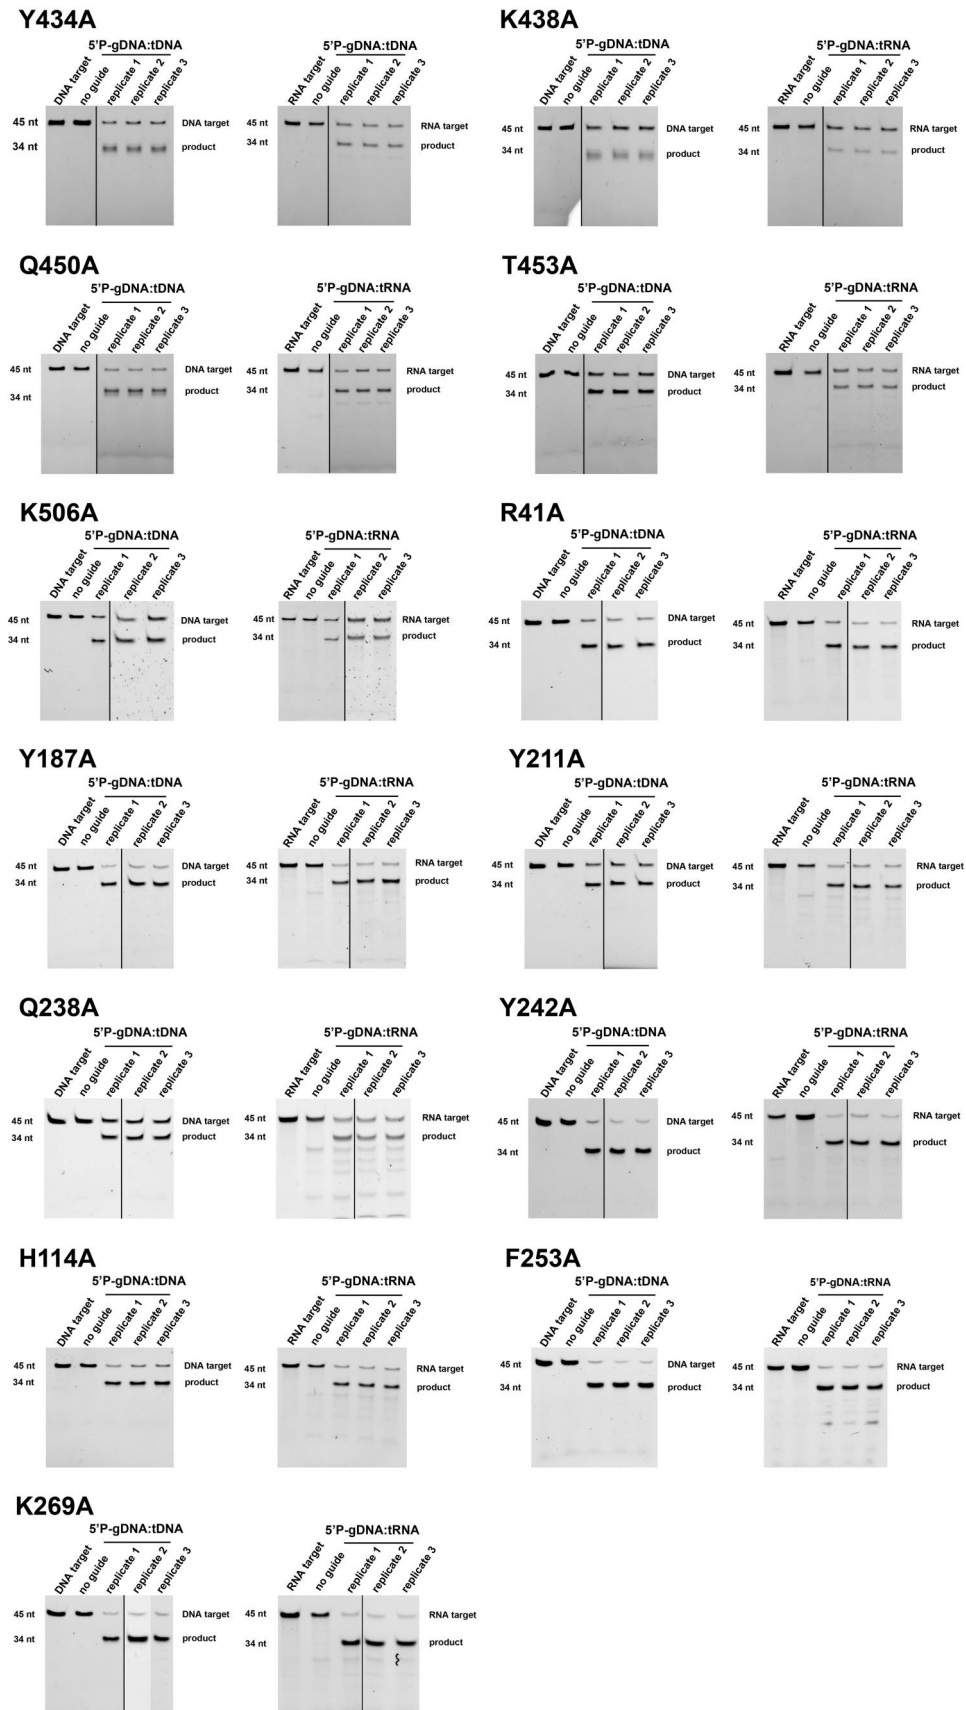 Y434A
5'P-gDNA:tDNA
DNA target
no guide
replicate 1
replicate 2
replicate 3
45 nt
DNA target
34 nt
product
5'P-gDNA:tDNA
RNA target
no guide
replicate 1
replicate 2
replicate 3
45 nt
RNA target
34 nt
product
K438A
5'P-gDNA:tDNA
DNA target
no guide
replicate 1
replicate 2
replicate 3
45 nt
DNA target
34 nt
product
5'P-gDNA:tRNA
RNA target
no guide
replicate 1
replicate 2
replicate 3
45 nt
RNA target
34 nt
product
Q450A
5'P-gDNA:tDNA
DNA target
no guide
replicate 1
replicate 2
replicate 3
45 nt
DNA target
34 nt
product
5'P-gDNA:tRNA
RNA target
no guide
replicate 1
replicate 2
replicate 3
45 nt
RNA target
34 nt
product
T453A
5'P-gDNA:tDNA
DNA target
no guide
replicate 1
replicate 2
replicate 3
45 nt
DNA target
34 nt
product
5'P-gDNA:tRNA
RNA target
no guide
replicate 1
replicate 2
replicate 3
45 nt
RNA target
34 nt
product
K506A
5'P-gDNA:tDNA
DNA target
no guide
replicate 1
replicate 2
replicate 3
45 nt
DNA target
34 nt
product
5'P-gDNA:tRNA
RNA target
no guide
replicate 1
replicate 2
replicate 3
45 nt
RNA target
34 nt
product
R41A
5'P-gDNA:tDNA
DNA target
no guide
replicate 1
replicate 2
replicate 3
45 nt
DNA target
34 nt
product
5'P-gDNA:tRNA
RNA target
no guide
replicate 1
replicate 2
replicate 3
45 nt
RNA target
34 nt
product
Y187A
5'P-gDNA:tDNA
DNA target
no guide
replicate 1
replicate 2
replicate 3
45 nt
DNA target
34 nt
product
5'P-gDNA:tRNA
RNA target
no guide
replicate 1
replicate 2
replicate 3
45 nt
RNA target
34 nt
product
Y211A
5'P-gDNA:tDNA
DNA target
no guide
replicate 1
replicate 2
replicate 3
45 nt
DNA target
34 nt
product
5'P-gDNA:tRNA
RNA target
no guide
replicate 1
replicate 2
replicate 3
45 nt
RNA target
34 nt
product
Q238A
5'P-gDNA:tDNA
DNA target
no guide
replicate 1
replicate 2
replicate 3
45 nt
DNA target
34 nt
product
5'P-gDNA:tRNA
RNA target
no guide
replicate 1
replicate 2
replicate 3
45 nt
RNA target
34 nt
product
Y242A
5'P-gDNA:tDNA
DNA target
no guide
replicate 1
replicate 2
replicate 3
45 nt
DNA target
34 nt
product
5'P-gDNA:tRNA
RNA target
no guide
replicate 1
replicate 2
replicate 3
45 nt
RNA target
34 nt
product
H114A
5'P-gDNA:tDNA
DNA target
no guide
replicate 1
replicate 2
replicate 3
45 nt
DNA target
34 nt
product
5'P-gDNA:tRNA
RNA target
no guide
replicate 1
replicate 2
replicate 3
45 nt
RNA target
34 nt
product
F253A
5'P-gDNA:tDNA
DNA target
no guide
replicate 1
replicate 2
replicate 3
45 nt
DNA target
34 nt
product
5'P-gDNA:tRNA
RNA target
no guide
replicate 1
replicate 2
replicate 3
45 nt
RNA target
34 nt
product
K269A
5'P-gDNA:tDNA
DNA target
no guide
replicate 1
replicate 2
replicate 3
45 nt
DNA target
34 nt
product
5'P-gDNA:tRNA
RNA target
no guide
replicate 1
replicate 2
replicate 3
45 nt
RNA target
34 nt
product